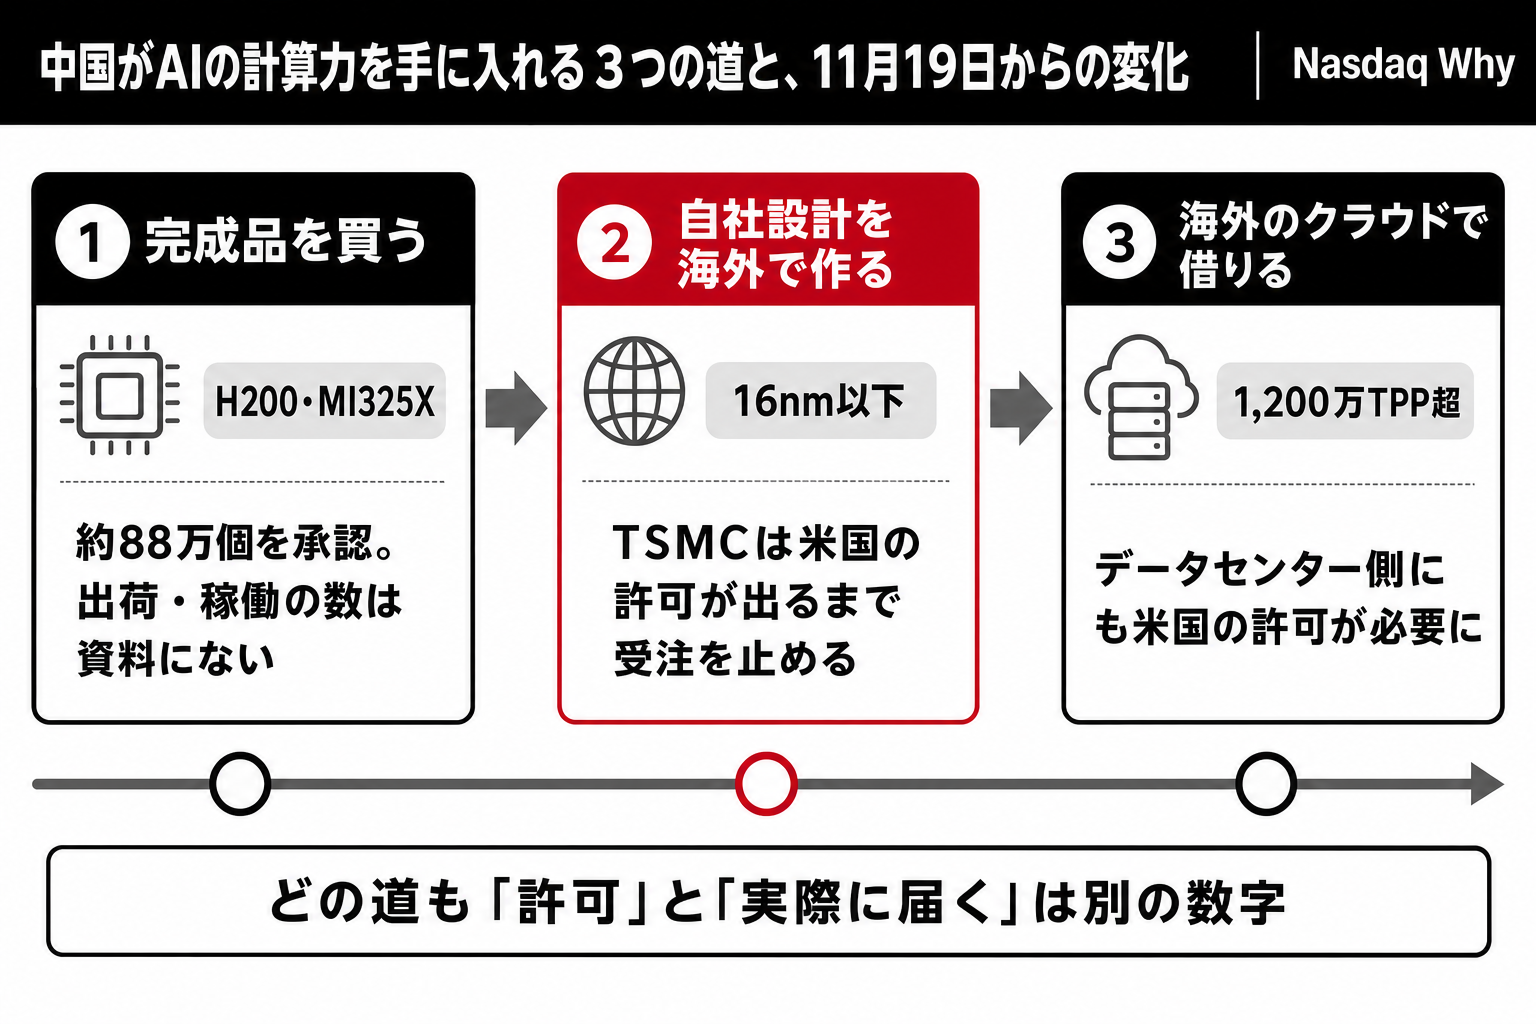 中国がAIの計算力を手に入れる3つの道と、11月19日からの変化
Nasdaq Why
1 完成品を買う
H200・MI325X
約88万個を承認。
出荷・稼働の数は
資料にない
2 自社設計を
海外で作る
16nm以下
TSMCは米国の
許可が出るまで
受注を止める
3 海外のクラウドで
借りる
1,200万TPP超
データセンター側に
も米国の許可が必要に
どの道も「許可」と「実際に届く」は別の数字